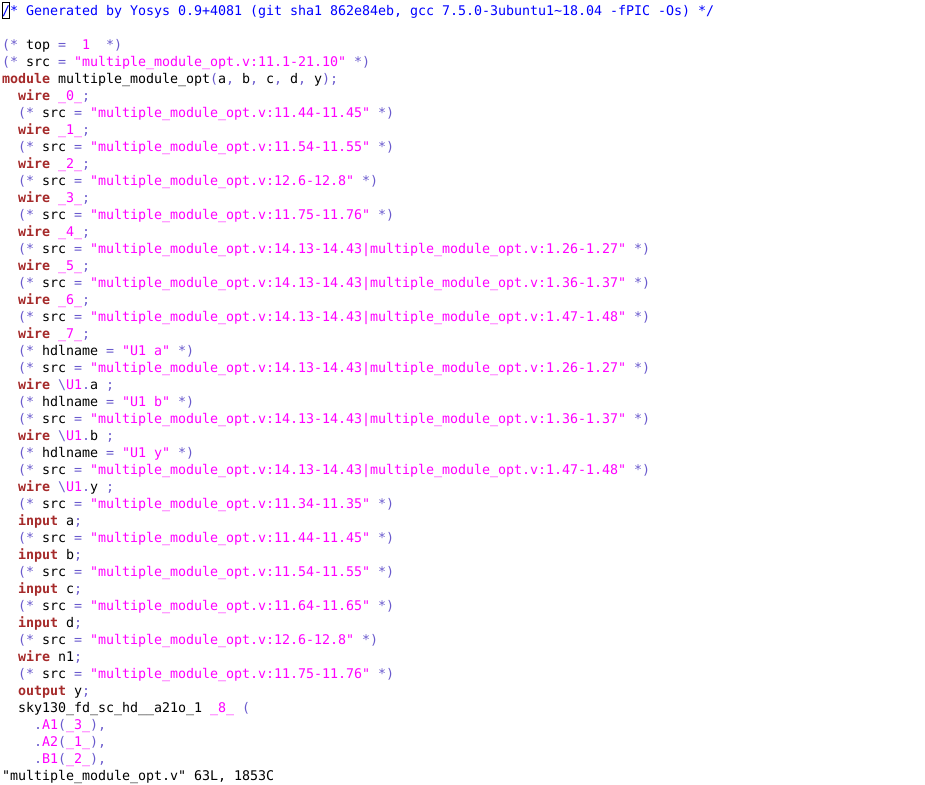 /* Generated by Yosys 0.9+4081 (git sha1 862e84eb, gcc 7.5.0-3ubuntu1~18.04 -fPIC -Os) */

(* top =  1  *)
(* src = "multiple_module_opt.v:11.1-21.10" *)
module multiple_module_opt(a, b, c, d, y);
  wire _0_;
  (* src = "multiple_module_opt.v:11.44-11.45" *)
  wire _1_;
  (* src = "multiple_module_opt.v:11.54-11.55" *)
  wire _2_;
  (* src = "multiple_module_opt.v:12.6-12.8" *)
  wire _3_;
  (* src = "multiple_module_opt.v:11.75-11.76" *)
  wire _4_;
  (* src = "multiple_module_opt.v:14.13-14.43|multiple_module_opt.v:1.26-1.27" *)
  wire _5_;
  (* src = "multiple_module_opt.v:14.13-14.43|multiple_module_opt.v:1.36-1.37" *)
  wire _6_;
  (* src = "multiple_module_opt.v:14.13-14.43|multiple_module_opt.v:1.47-1.48" *)
  wire _7_;
  (* hdlname = "U1 a" *)
  (* src = "multiple_module_opt.v:14.13-14.43|multiple_module_opt.v:1.26-1.27" *)
  wire \U1.a ;
  (* hdlname = "U1 b" *)
  (* src = "multiple_module_opt.v:14.13-14.43|multiple_module_opt.v:1.36-1.37" *)
  wire \U1.b ;
  (* hdlname = "U1 y" *)
  (* src = "multiple_module_opt.v:14.13-14.43|multiple_module_opt.v:1.47-1.48" *)
  wire \U1.y ;
  (* src = "multiple_module_opt.v:11.34-11.35" *)
  input a;
  (* src = "multiple_module_opt.v:11.44-11.45" *)
  input b;
  (* src = "multiple_module_opt.v:11.54-11.55" *)
  input c;
  (* src = "multiple_module_opt.v:11.64-11.65" *)
  input d;
  (* src = "multiple_module_opt.v:12.6-12.8" *)
  wire n1;
  (* src = "multiple_module_opt.v:11.75-11.76" *)
  output y;
  sky130_fd_sc_hd__a21o_1 _8_ (
    .A1(_3_),
    .A2(_1_),
    .B1(_2_),
"multiple_module_opt.v" 63L, 1853C